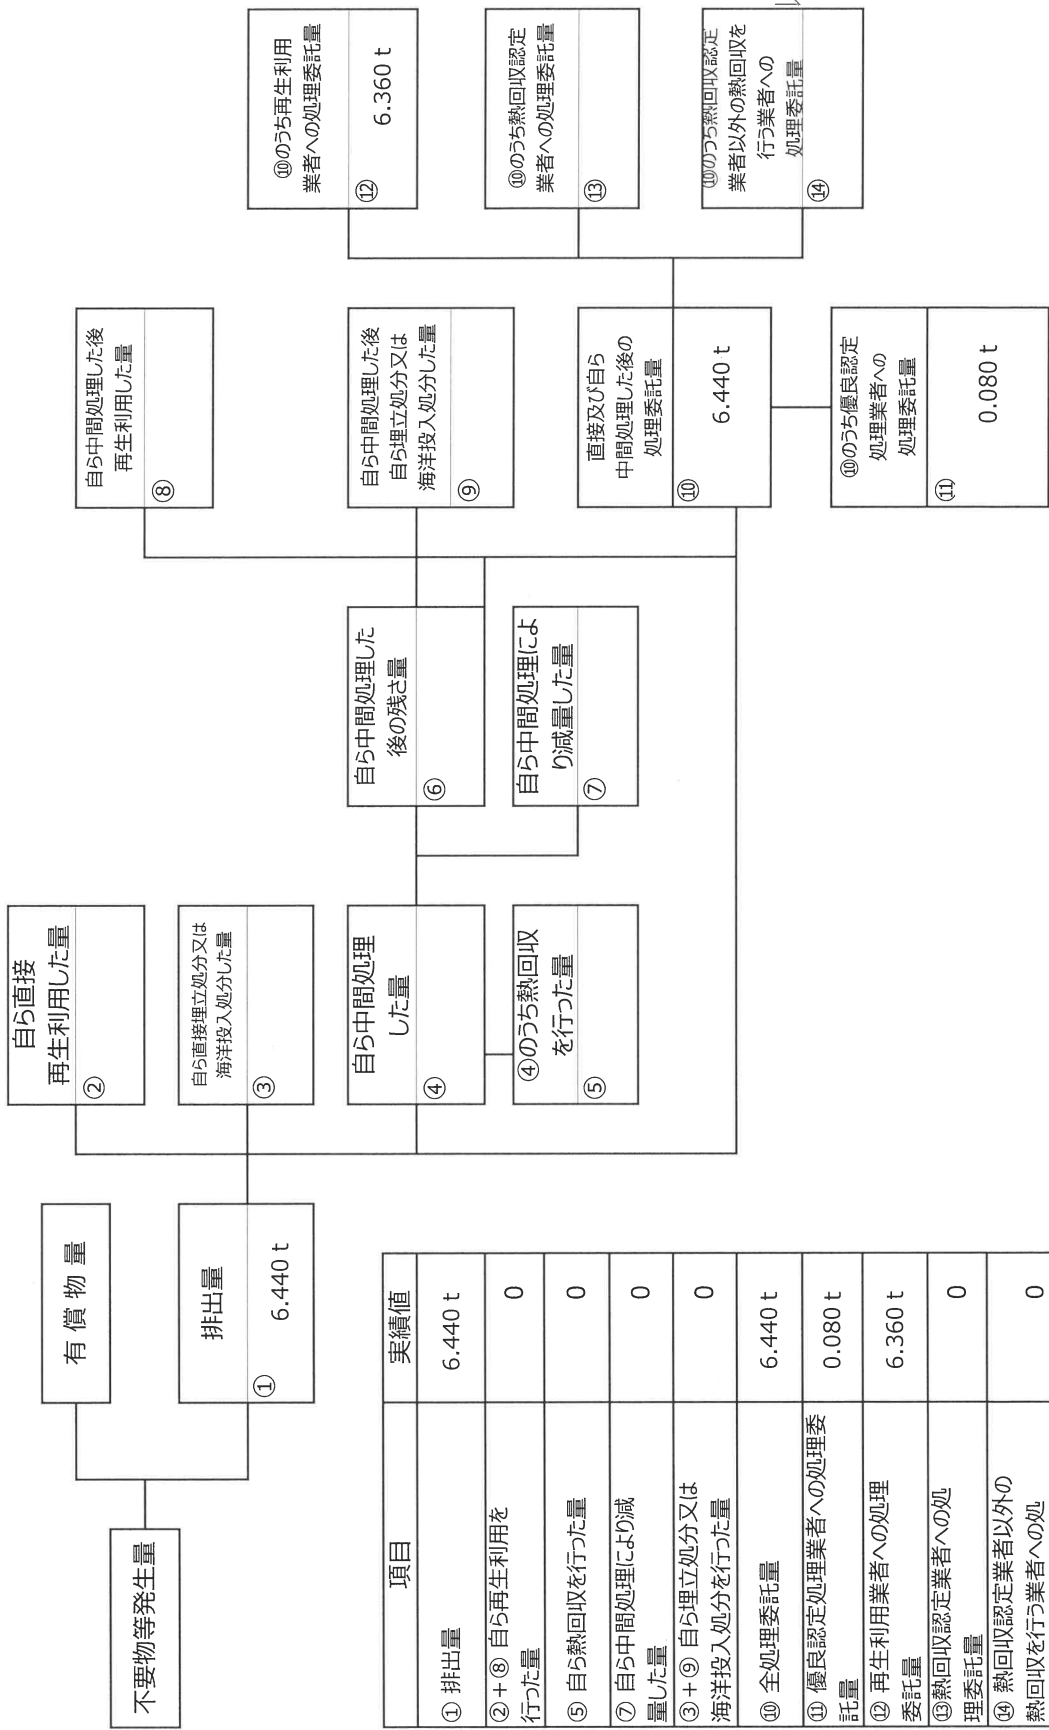 不要物等発生量
有 償 物 量
排出量
①
6.440 t
自ら直接
再生利用した量
②
自ら直接埋立処分又は
海洋投入処分した量
③
自ら中間処理
した量
④
④のうち熱回収
を行った量
⑤
自ら中間処理した
後の残さ量
⑥
自ら中間処理によ
り減量した量
⑦
自ら中間処理した後
再生利用した量
⑧
自ら中間処理した後
自ら埋立処分又は
海洋投入処分した量
⑨
直接及び自ら
中間処理した後の
処理委託量
⑩
6.440 t
⑩のうち優良認定
処理業者への
処理委託量
⑪
0.080 t
⑩のうち再生利用
業者への処理委託量
⑫
6.360 t
⑩のうち熱回収認定
業者への処理委託量
⑬
⑩のうち熱回収認定
業者以外の熱回収を
行う業者への
処理委託量
⑭
項目 実績値
① 排出量 6.440 t
②+⑧ 自ら再生利用を
行った量 0
⑤ 自ら熱回収を行った量 0
⑦ 自ら中間処理により減
量した量 0
③+⑨ 自ら埋立処分又は
海洋投入処分を行った量 0
⑩ 全処理委託量 6.440 t
⑪ 優良認定処理業者への処理委
託量 0.080 t
⑫ 再生利用業者への処理
委託量 6.360 t
⑬熱回収認定業者への処
理委託量 0
⑭ 熱回収認定業者以外の
熱回収を行う業者への処 0